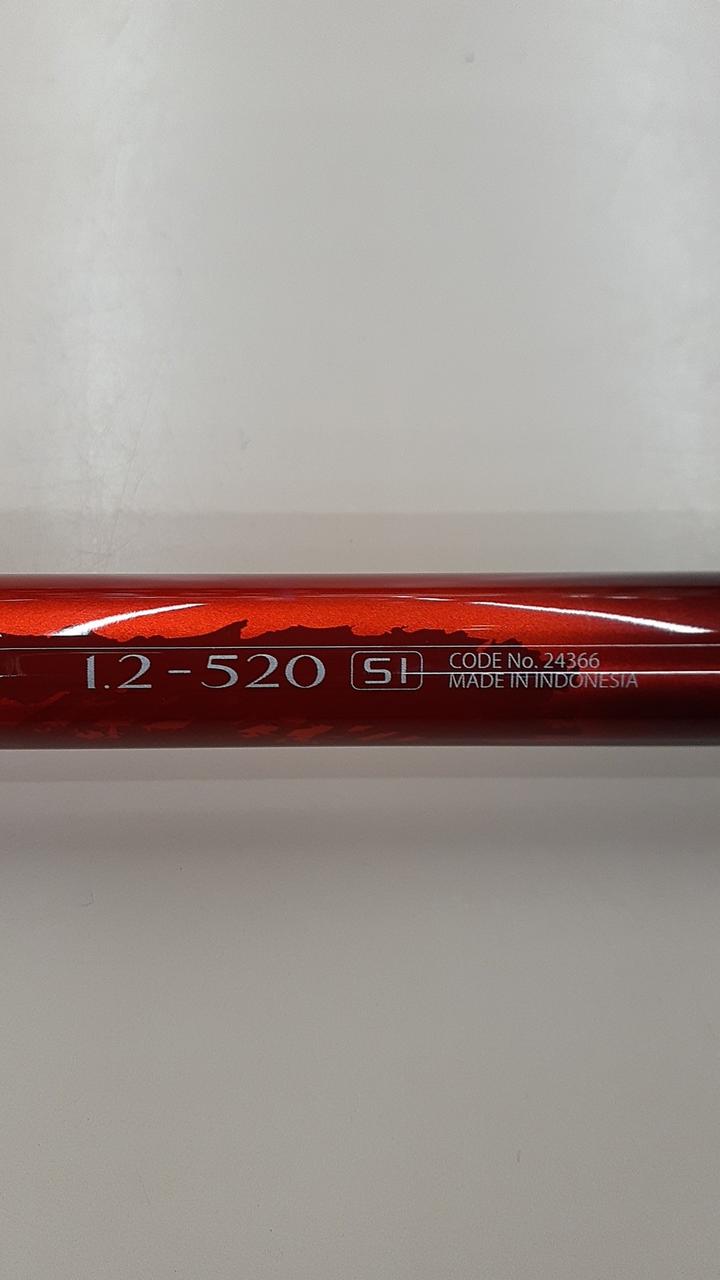 1.2-520 SI
CODE No. 24366
MADE IN INDONESIA